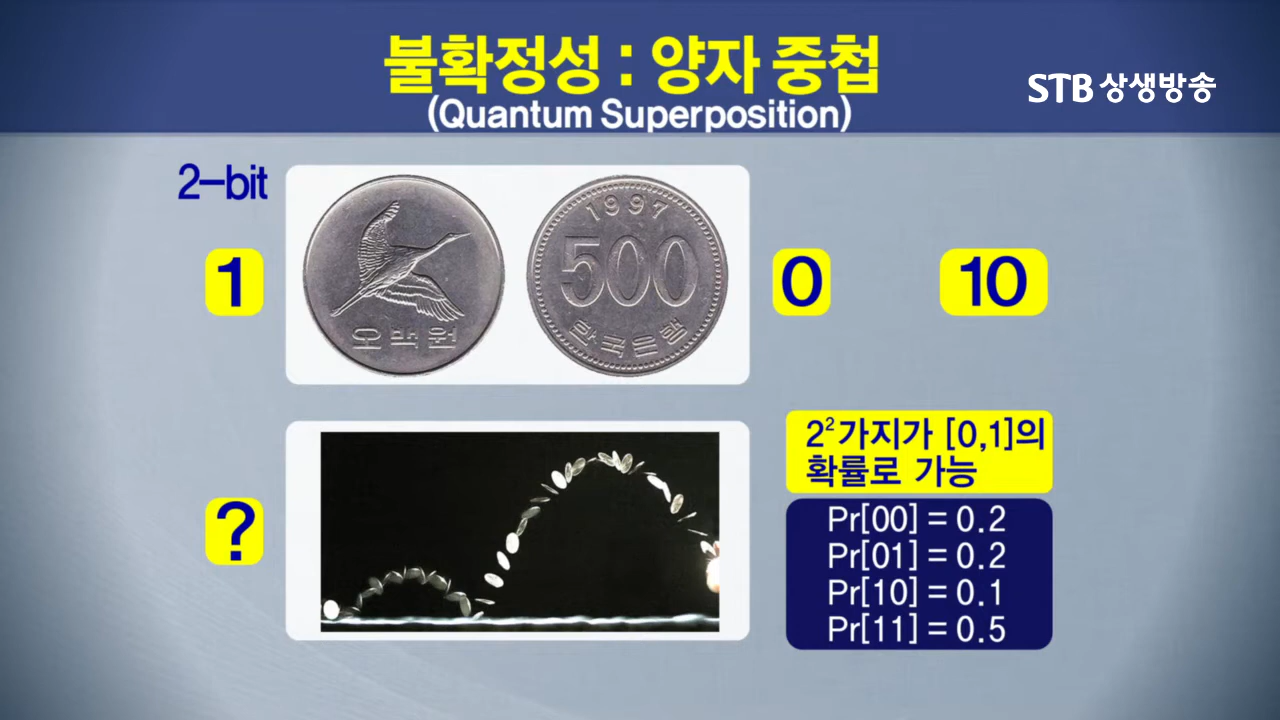 불확정성 : 양자 중첩
(Quantum Superposition)
STB 상생방송
2-bit
1
오백원
1997
500
한국은행
0
10
?
2²가지가 [0,1]의
확률로 가능
Pr[00] = 0.2
Pr[01] = 0.2
Pr[10] = 0.1
Pr[11] = 0.5